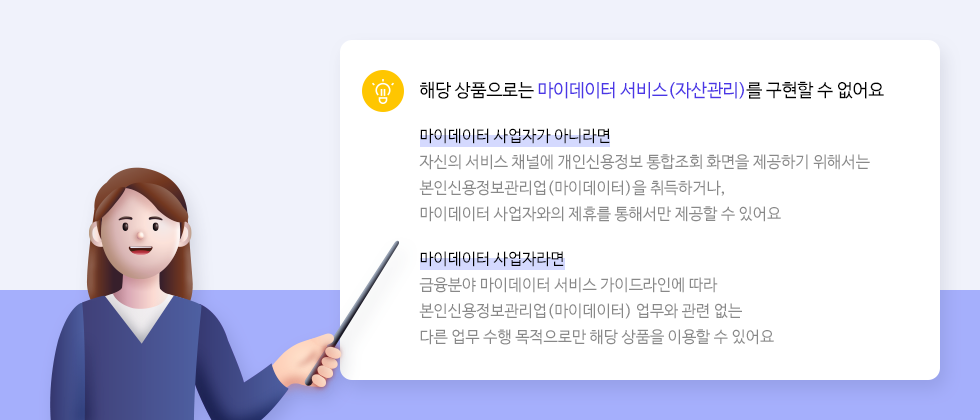 해당 상품으로는 마이데이터 서비스(자산관리)를 구현할 수 없어요
마이데이터 사업자가 아니라면
자신의 서비스 채널에 개인신용정보 통합조회 화면을 제공하기 위해서는
본인신용정보관리업(마이데이터)을 취득하거나,
마이데이터 사업자와의 제휴를 통해서만 제공할 수 있어요
마이데이터 사업자라면
금융분야 마이데이터 서비스 가이드라인에 따라
본인신용정보관리업(마이데이터) 업무와 관련 없는
다른 업무 수행 목적으로만 해당 상품을 이용할 수 있어요